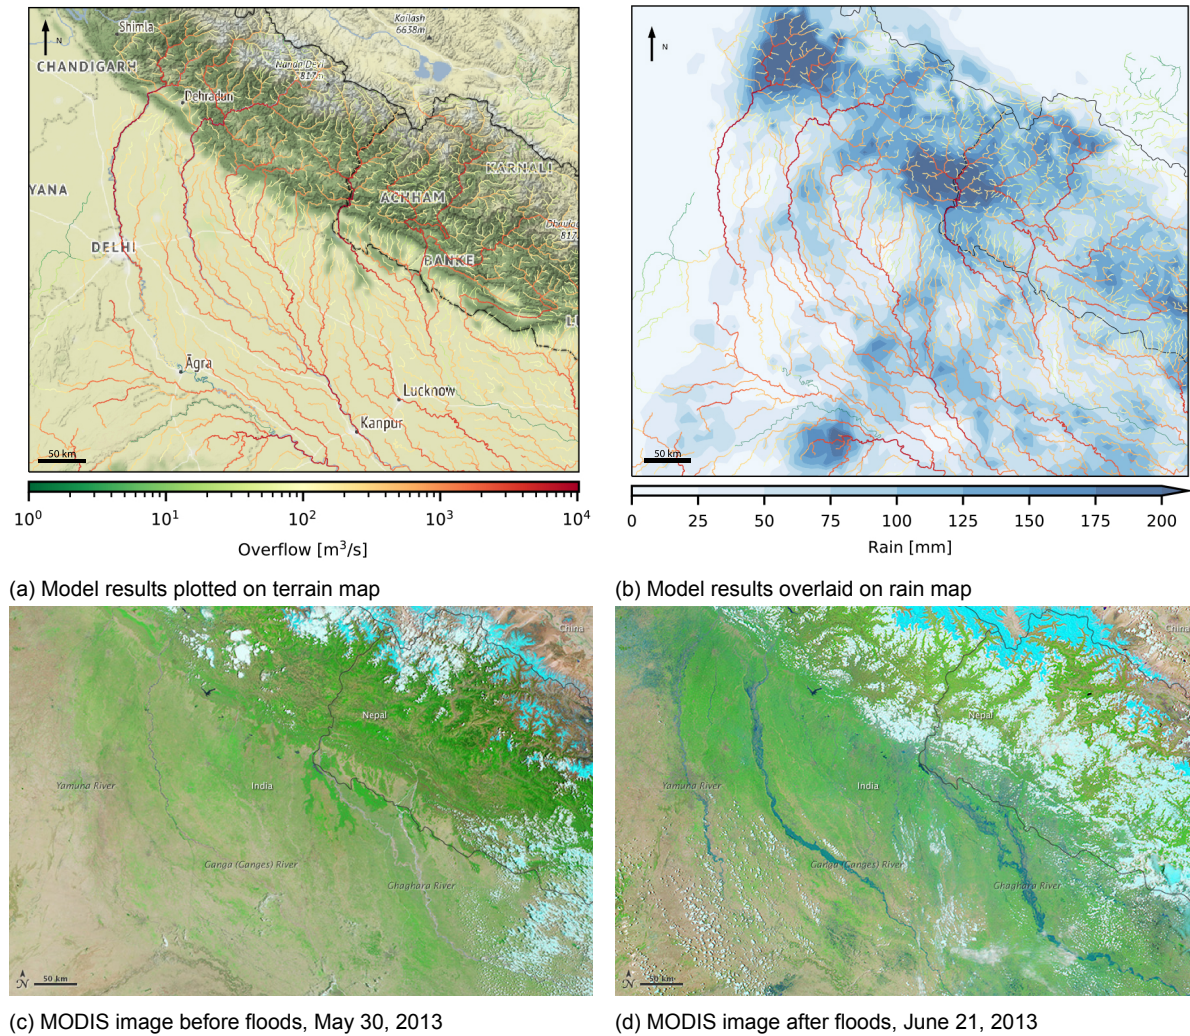 Shimla
Kailash
6638m
N
CHANDIGARH
Nanda Devi
7817m
Dehradun
KARNALI
YANA
ACHHAM
Dhaulag
817
DELHI
BANKE
Āgra
Lucknow
Kanpur
50 km
10⁰ 10¹ 10² 10³ 10⁴
Overflow [m³/s]
(a) Model results plotted on terrain map
N
50 km
0 25 50 75 100 125 150 175 200
Rain [mm]
(b) Model results overlaid on rain map
China
Nepal
Yamuna River
India
Ganga (Ganges) River
Ghaghara River
N
50 km
(c) MODIS image before floods, May 30, 2013
China
Nepal
Yamuna River
India
Ganga (Ganges) River
Ghaghara River
N
50 km
(d) MODIS image after floods, June 21, 2013